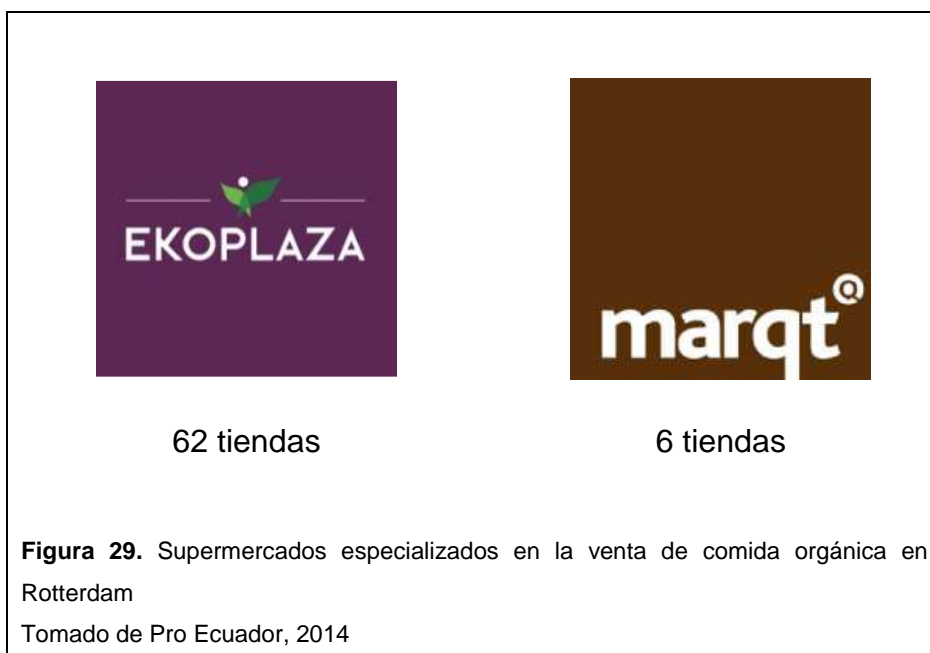 EKOPLAZA
marqt Q
62 tiendas
6 tiendas
Figura 29. Supermercados especializados en la venta de comida orgánica en
Rotterdam
Tomado de Pro Ecuador, 2014